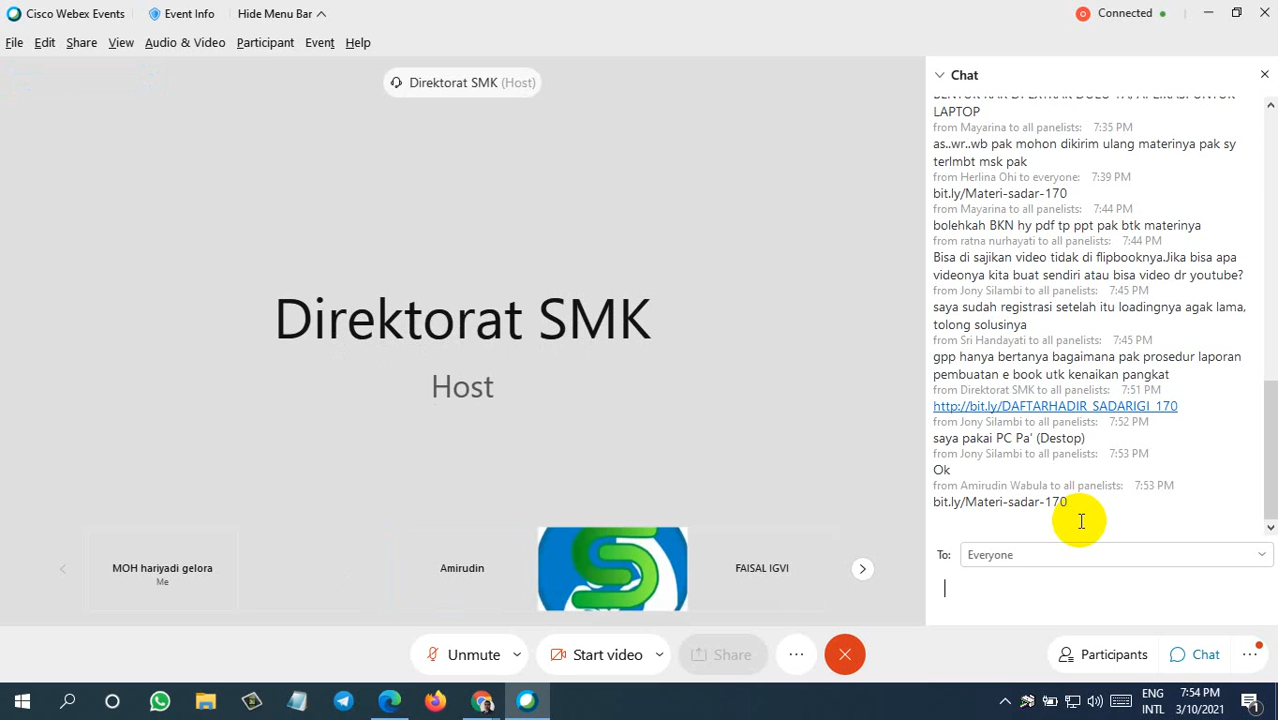 Cisco Webex Events
Event Info
Hide Menu Bar
Connected
File Edit Share View Audio & Video Participant Event Help
Direktorat SMK (Host)
Direktorat SMK
Host
MOH hariyadi gelora
Me
Amirudin
FAISAL IGVI
Unmute
Start video
Share
Chat
LAPTOP
from Mayarina to all panelists: 7:35 PM
as..wr..wb pak mohon dikirim ulang materinya pak sy
terlmbt msk pak
from Herlina Ohi to everyone: 7:39 PM
bit.ly/Materi-sadar-170
from Mayarina to all panelists: 7:44 PM
bolehkah BKN hy pdf tp ppt pak btk materinya
from ratna nurhayati to all panelists: 7:44 PM
Bisa di sajikan video tidak di flipbooknya.Jika bisa apa
videonya kita buat sendiri atau bisa video dr youtube?
from Jony Silambi to all panelists: 7:45 PM
saya sudah registrasi setelah itu loadingnya agak lama,
tolong solusinya
from Sri Handayati to all panelists: 7:45 PM
gpp hanya bertanya bagaimana pak prosedur laporan
pembuatan e book utk kenaikan pangkat
from Direktorat SMK to all panelists: 7:51 PM
http://bit.ly/DAFTARHADIR_SADARIGI_170
from Jony Silambi to all panelists: 7:52 PM
saya pakai PC Pa' (Destop)
from Jony Silambi to all panelists: 7:53 PM
Ok
from Amirudin Wabula to all panelists: 7:53 PM
bit.ly/Materi-sadar-170
To: Everyone
Participants
Chat
ENG
INTL
7:54 PM
3/10/2021
1